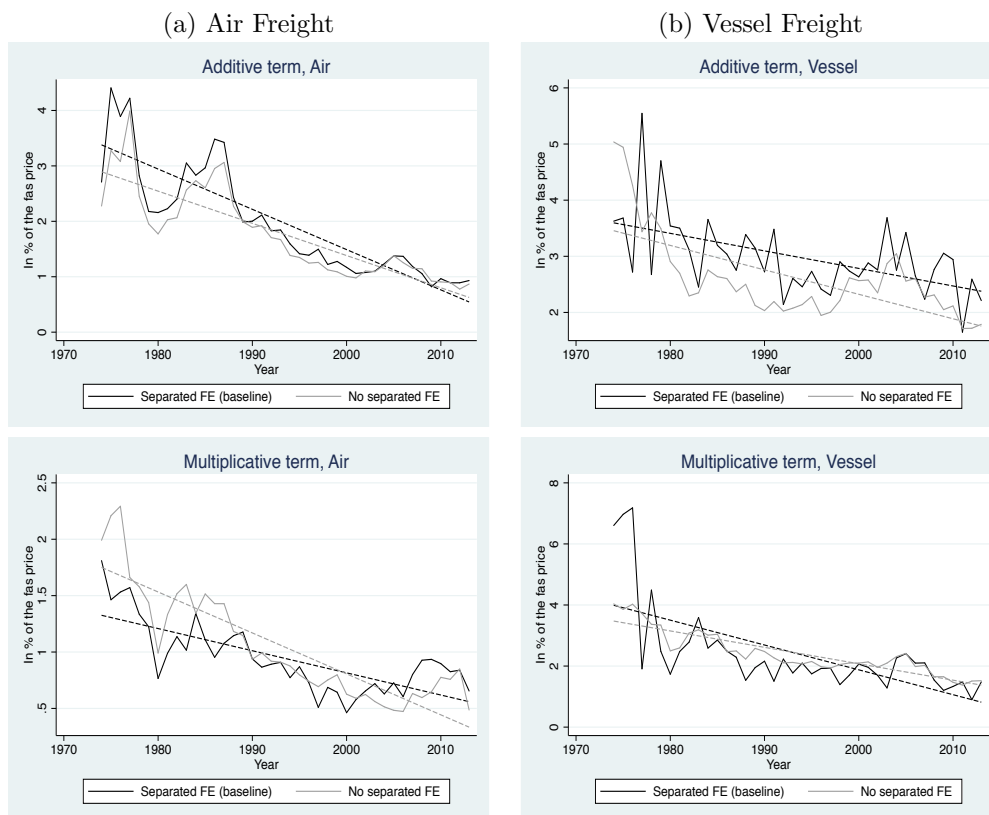 (a) Air Freight
(b) Vessel Freight
Additive term, Air
In % of the fas price
4
3
2
1
0
1970 1980 1990 2000 2010
Year
Separated FE (baseline) No separated FE
Additive term, Vessel
In % of the fas price
6
5
4
3
2
1970 1980 1990 2000 2010
Year
Separated FE (baseline) No separated FE
Multiplicative term, Air
In % of the fas price
2.5
2
1.5
1
.5
1970 1980 1990 2000 2010
Year
Separated FE (baseline) No separated FE
Multiplicative term, Vessel
In % of the fas price
8
6
4
2
0
1970 1980 1990 2000 2010
Year
Separated FE (baseline) No separated FE